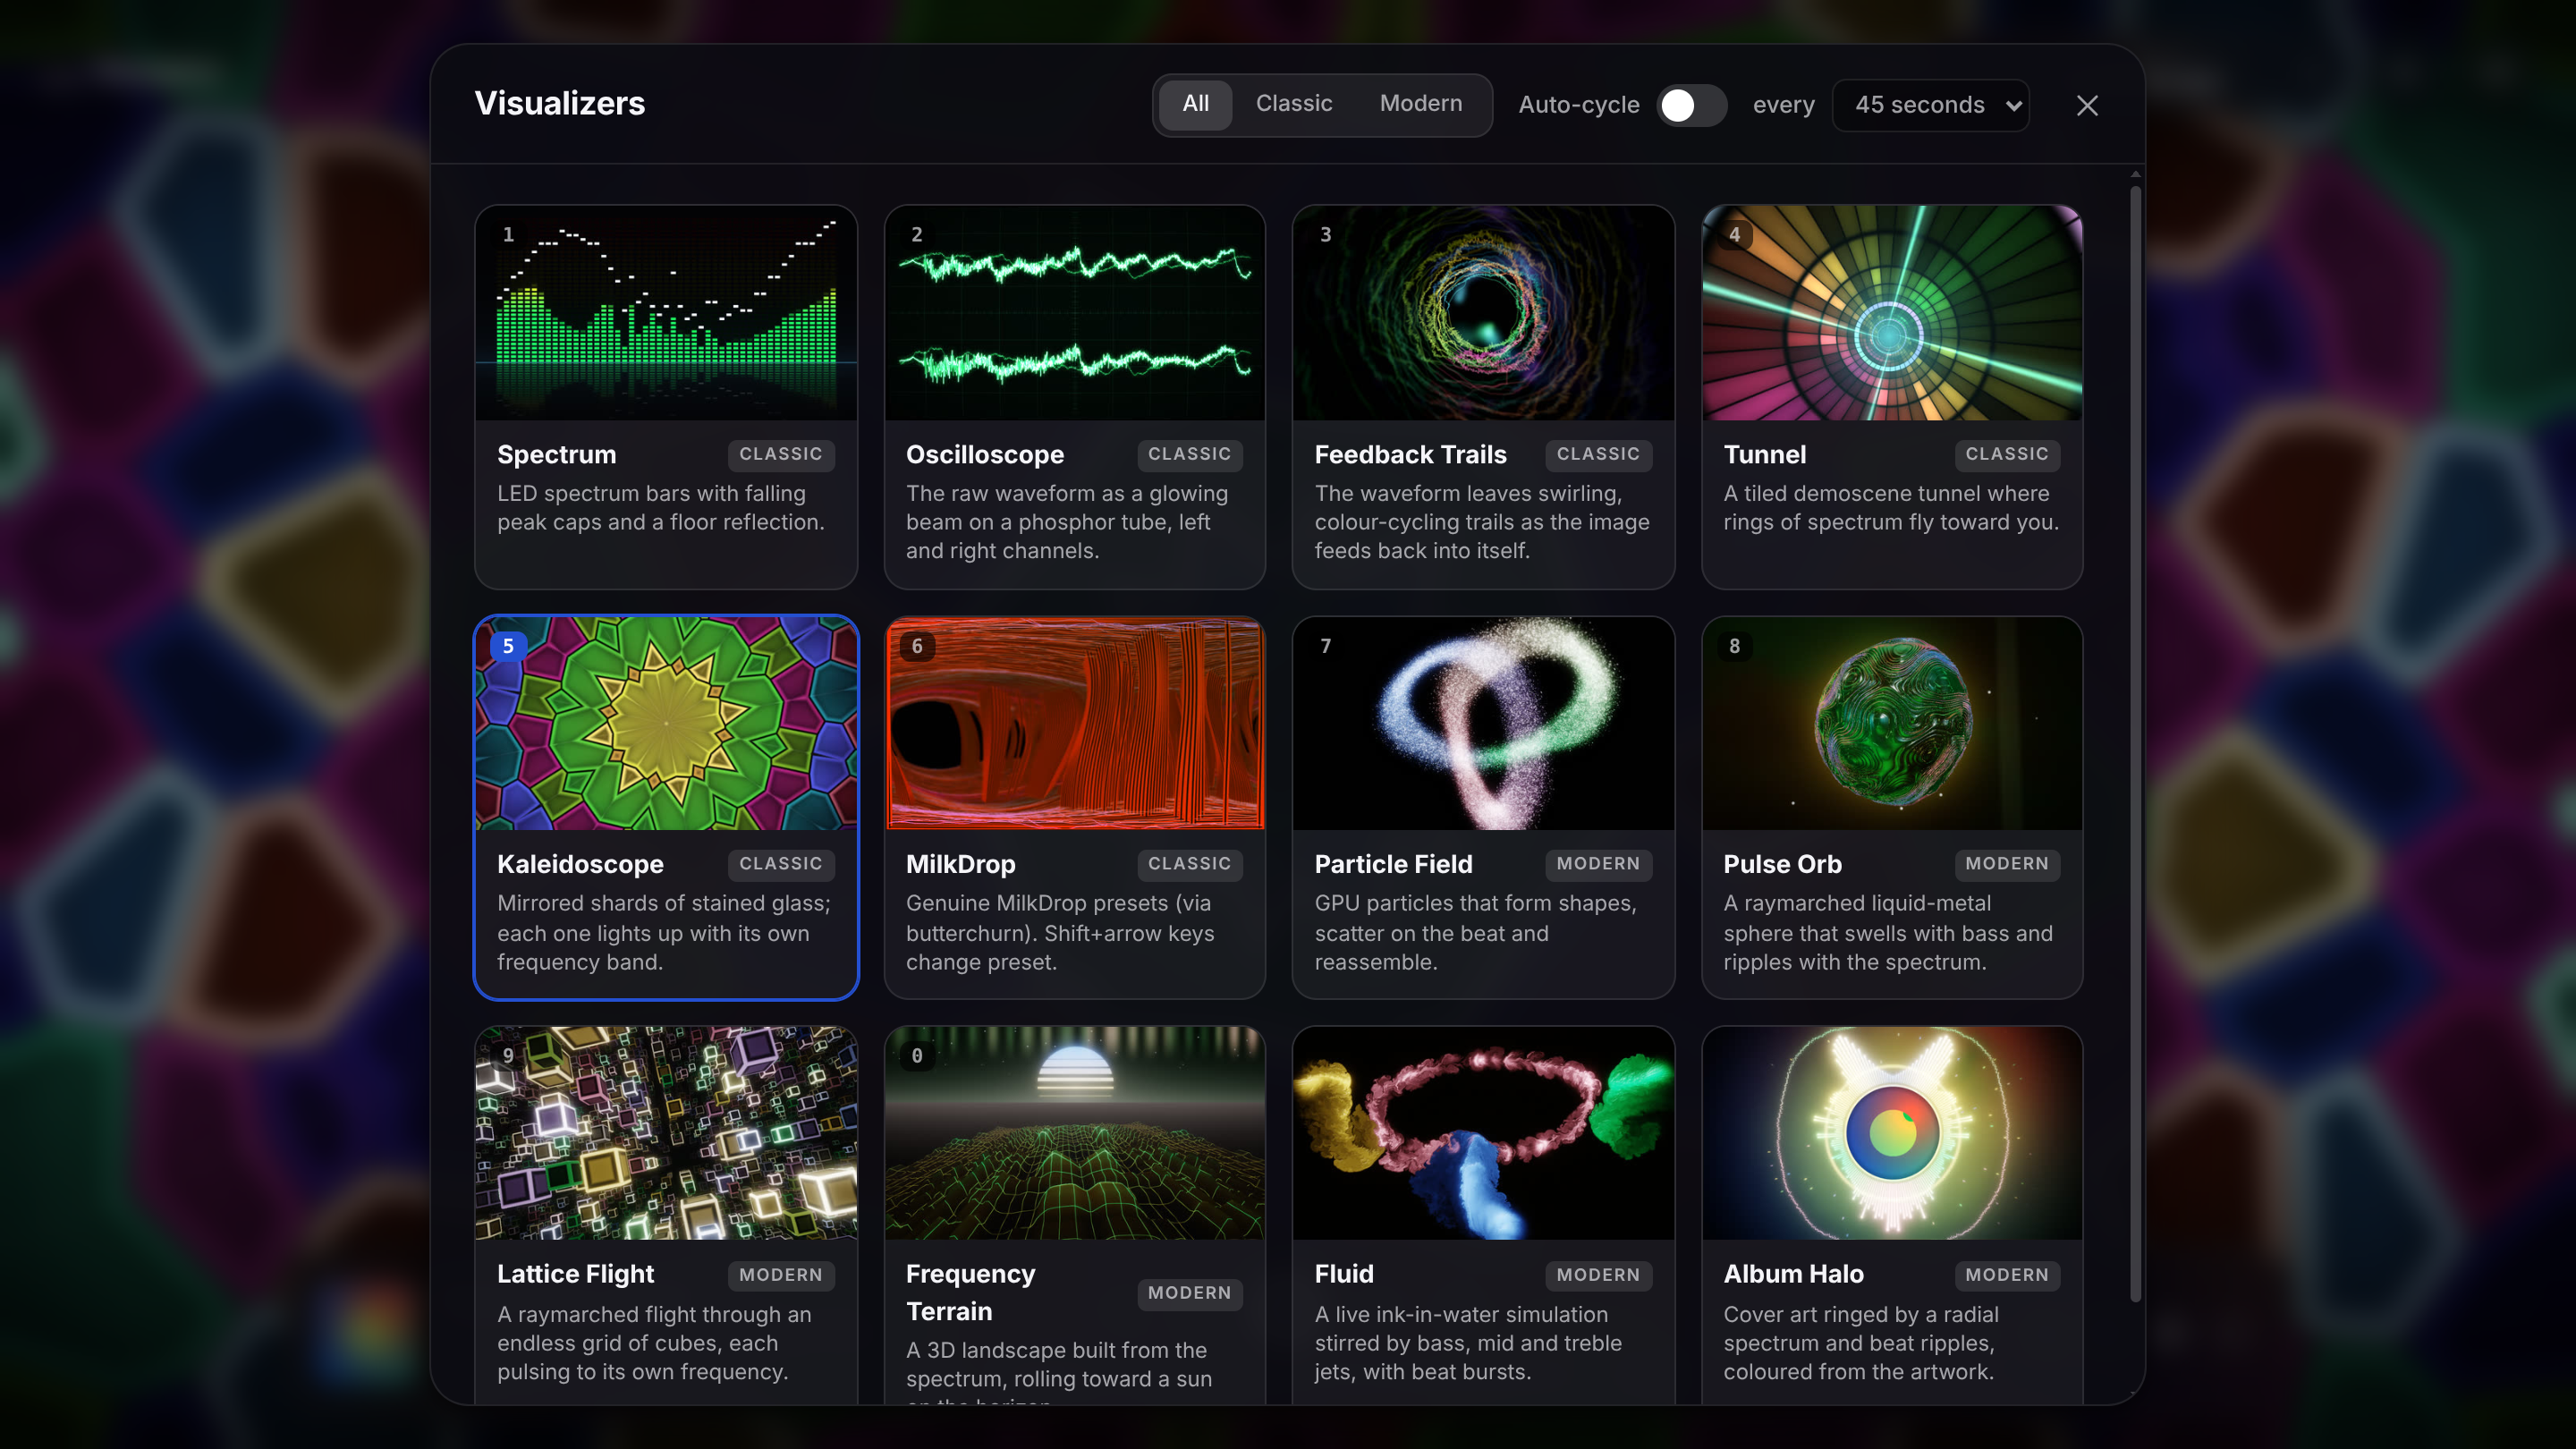 Visualizers
All Classic Modern Auto-cycle every 45 seconds
1
2
3
4
Spectrum CLASSIC
LED spectrum bars with falling
peak caps and a floor reflection.
Oscilloscope CLASSIC
The raw waveform as a glowing
beam on a phosphor tube, left
and right channels.
Feedback Trails CLASSIC
The waveform leaves swirling,
colour-cycling trails as the image
feeds back into itself.
Tunnel CLASSIC
A tiled demoscene tunnel where
rings of spectrum fly toward you.
5
6
7
8
Kaleidoscope CLASSIC
Mirrored shards of stained glass;
each one lights up with its own
frequency band.
MilkDrop CLASSIC
Genuine MilkDrop presets (via
butterchurn). Shift+arrow keys
change preset.
Particle Field MODERN
GPU particles that form shapes,
scatter on the beat and
reassemble.
Pulse Orb MODERN
A raymarched liquid-metal
sphere that swells with bass and
ripples with the spectrum.
9
0
Lattice Flight MODERN
A raymarched flight through an
endless grid of cubes, each
pulsing to its own frequency.
Frequency
Terrain MODERN
A 3D landscape built from the
spectrum, rolling toward a sun
on the horizon.
Fluid MODERN
A live ink-in-water simulation
stirred by bass, mid and treble
jets, with beat bursts.
Album Halo MODERN
Cover art ringed by a radial
spectrum and beat ripples,
coloured from the artwork.